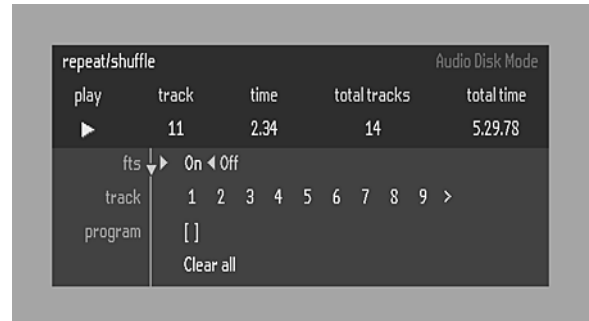 repeat/shuffle Audio Disk Mode
play track time total tracks total time
11 2.34 14 5.29.78
fts On Off
track 1 2 3 4 5 6 7 8 9 >
program [ ]
Clear all